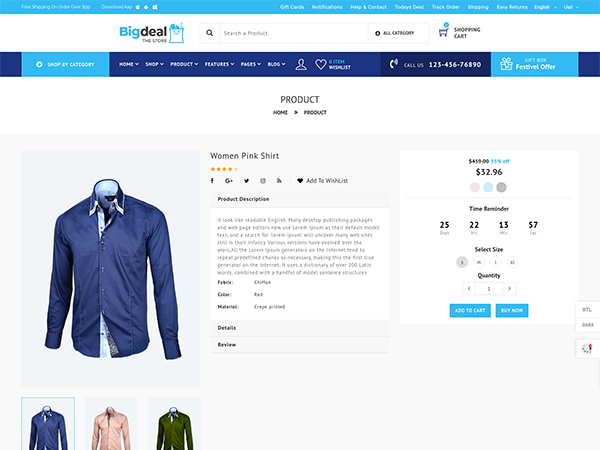 Free Shipping On Order Over $99 Download App Gift Cards Notifications Help & Contact Todays Deal Track Order Shipping Easy Returns English Usd
Bigdeal
THE STORE
Search a Product
ALL CATEGORY
SHOPPING
CART
SHOP BY CATEGORY
HOME SHOP PRODUCT FEATURES PAGES BLOG
0 ITEM
WISHLIST
CALL US 123-456-76890
GIFT BOX
Festivel Offer
PRODUCT
HOME » PRODUCT
Women Pink Shirt
Add To WishList
Product Description
It look like readable English. Many desktop publishing packages
and web page editors now use Lorem Ipsum as their default model
text, and a search for 'lorem ipsum' will uncover many web sites
still in their infancy. Various versions have evolved over the
years,All the Lorem Ipsum generators on the Internet tend to
repeat predefined chunks as necessary, making this the first true
generator on the Internet. It uses a dictionary of over 200 Latin
words, combined with a handful of model sentence structures
Fabric: Chiffon
Color: Red
Material: Crepe printed
Details
Review
$459.00 55% off
$32.96
Time Reminder
25 22 13 57
Days Hrs Min Sec
Select Size
s m l xl
Quantity
1
ADD TO CART BUY NOW
RTL
DARK